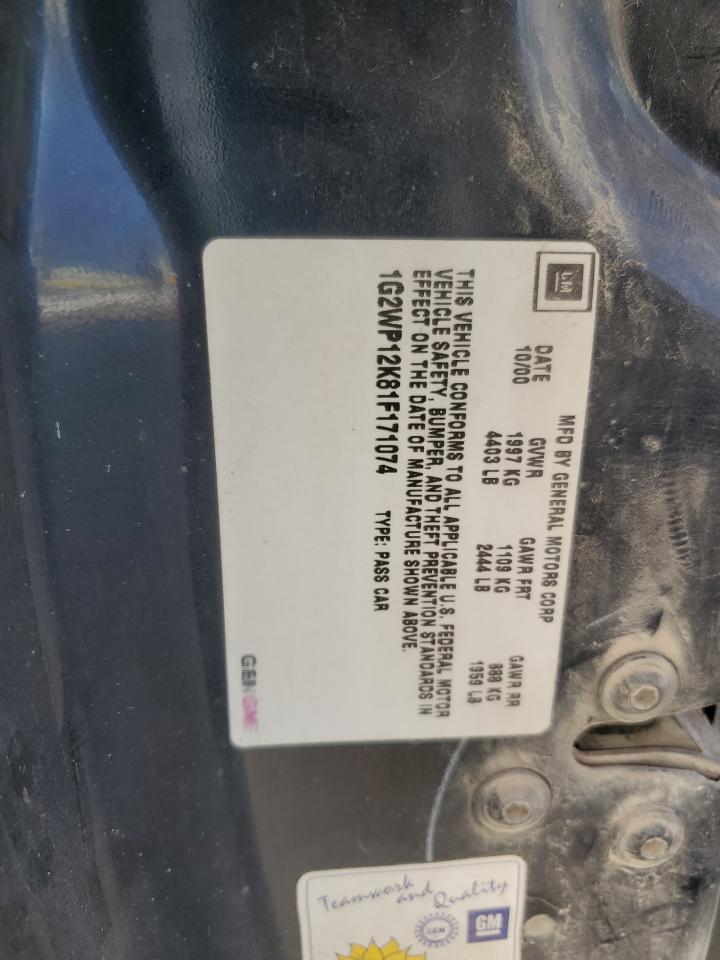 GM
MFD BY GENERAL MOTORS CORP
DATE GVWR GAWR FRT GAWR RR
10/00 1997 KG 1109 KG 888 KG
4403 LB 2444 LB 1959 LB
THIS VEHICLE CONFORMS TO ALL APPLICABLE U.S. FEDERAL MOTOR
VEHICLE SAFETY, BUMPER, AND THEFT PREVENTION STANDARDS IN
EFFECT ON THE DATE OF MANUFACTURE SHOWN ABOVE.
1G2WP12K81F171074 TYPE: PASS CAR
Teamwork
and
Quality
GM